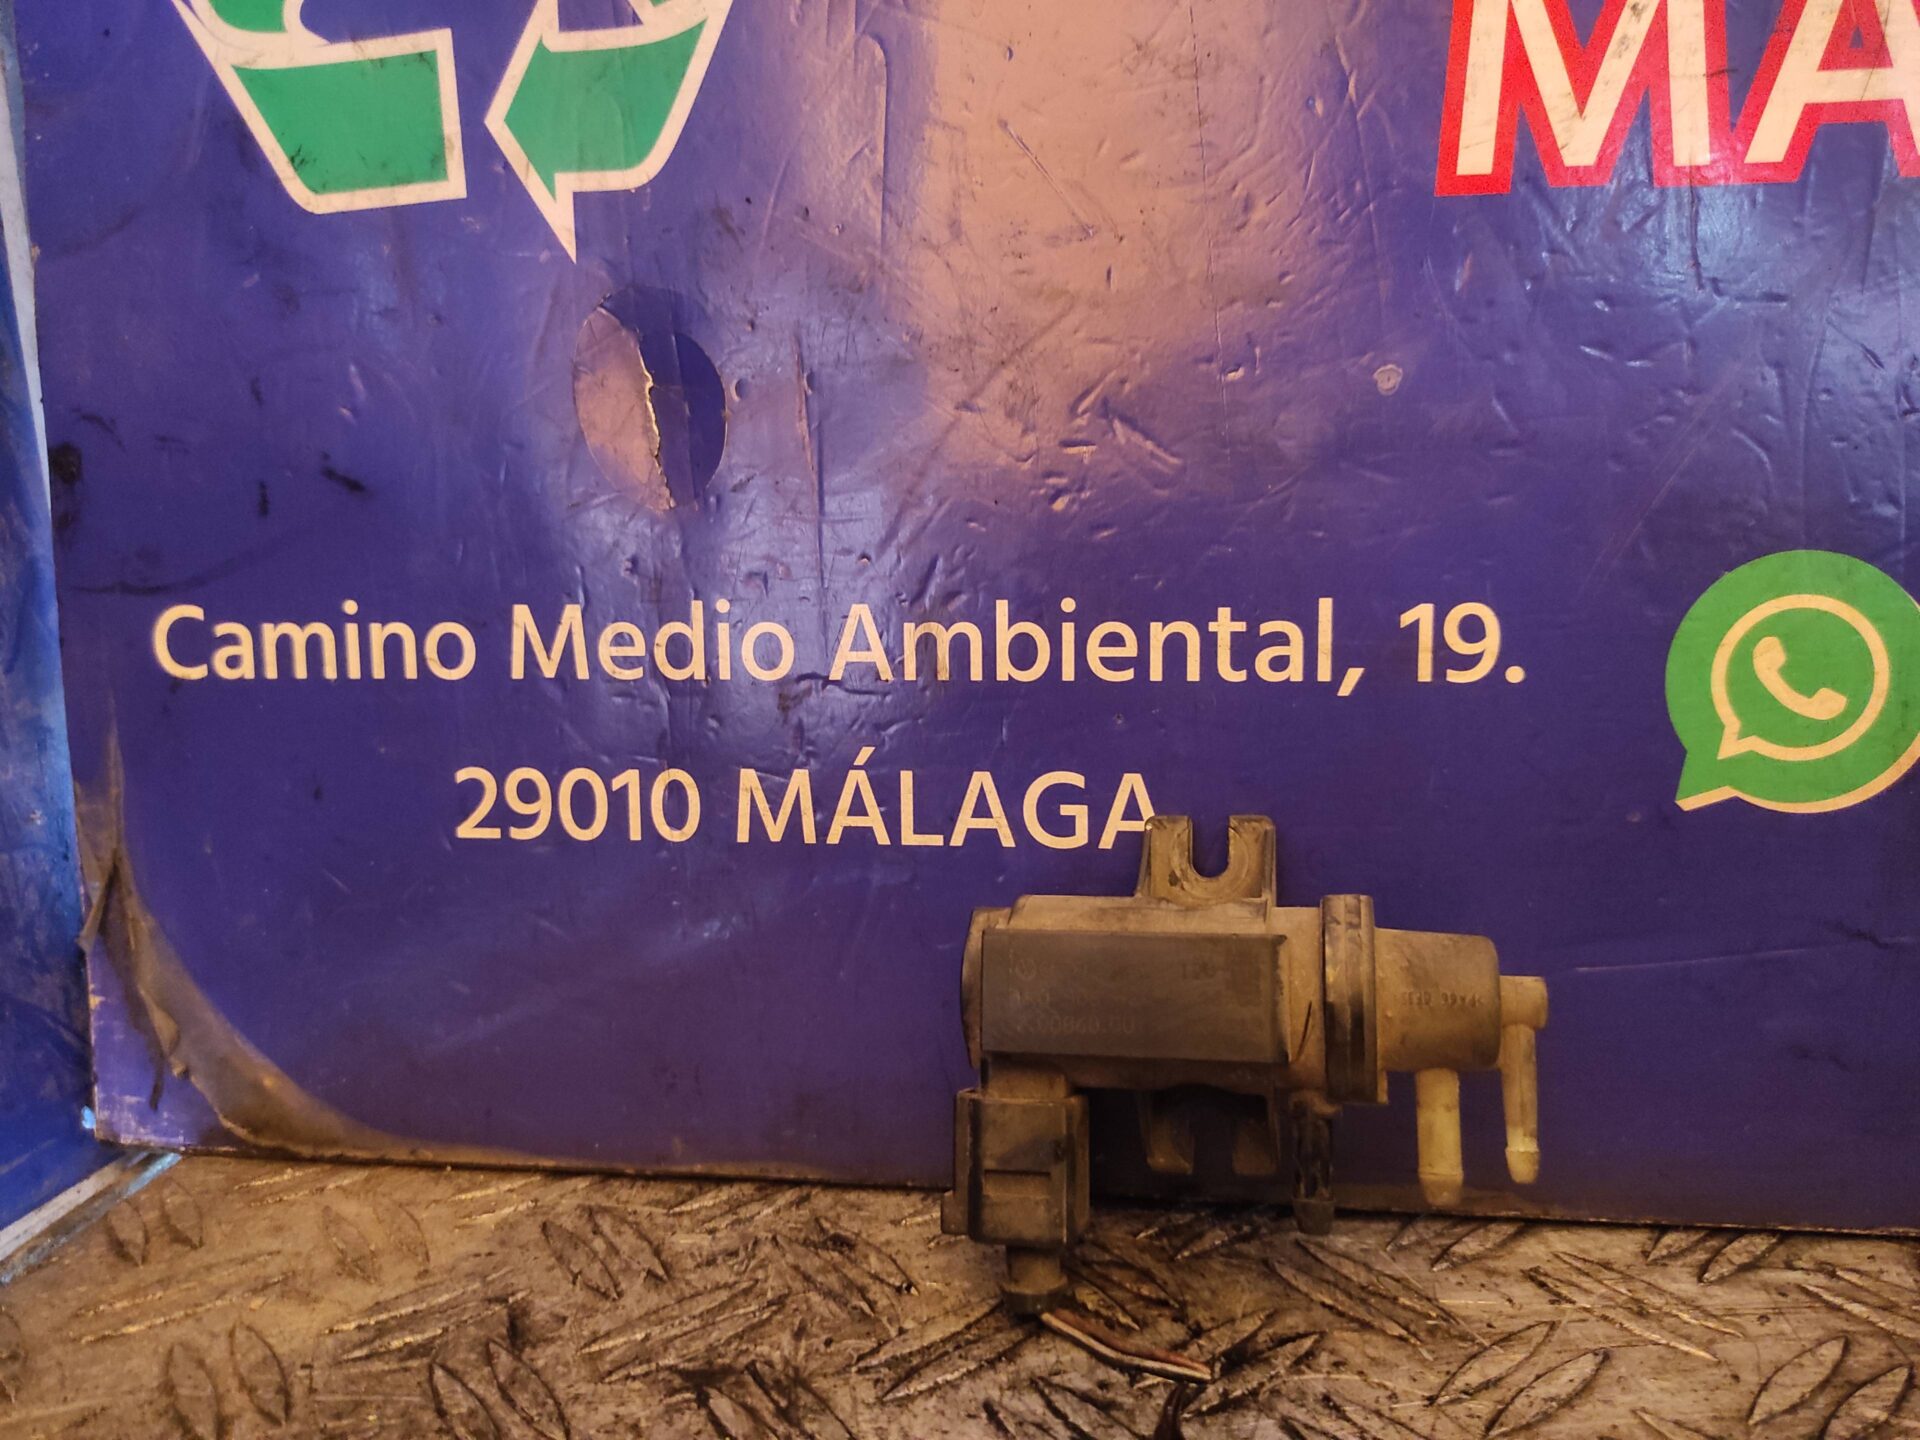 MA
Camino Medio Ambiental, 19.
29010 MÁLAGA